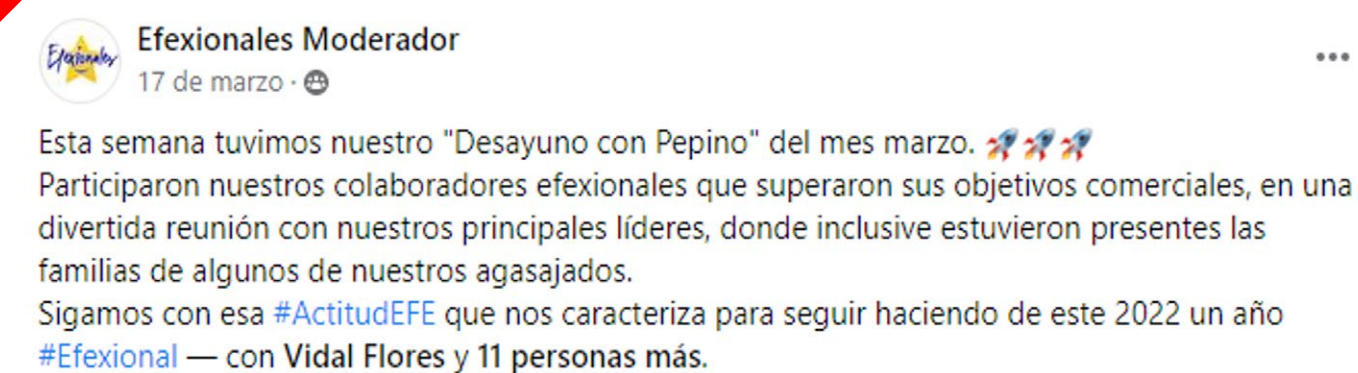 Efexionales
Efexionales Moderador
17 de marzo ·
Esta semana tuvimos nuestro "Desayuno con Pepino" del mes marzo. 🚀🚀🚀
Participaron nuestros colaboradores efexionales que superaron sus objetivos comerciales, en una
divertida reunión con nuestros principales líderes, donde inclusive estuvieron presentes las
familias de algunos de nuestros agasajados.
Sigamos con esa #ActitudEFE que nos caracteriza para seguir haciendo de este 2022 un año
#Efexional — con Vidal Flores y 11 personas más.